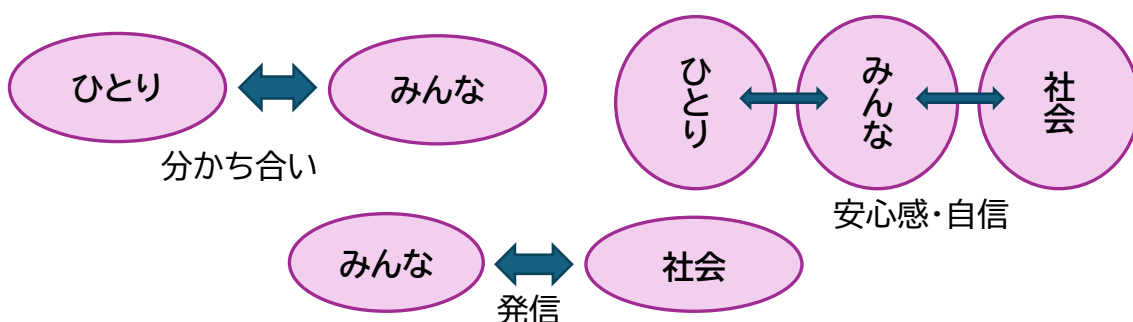 ひとり
みんな
分かち合い
ひとり
みんな
社会
安心感・自信
みんな
社会
発信